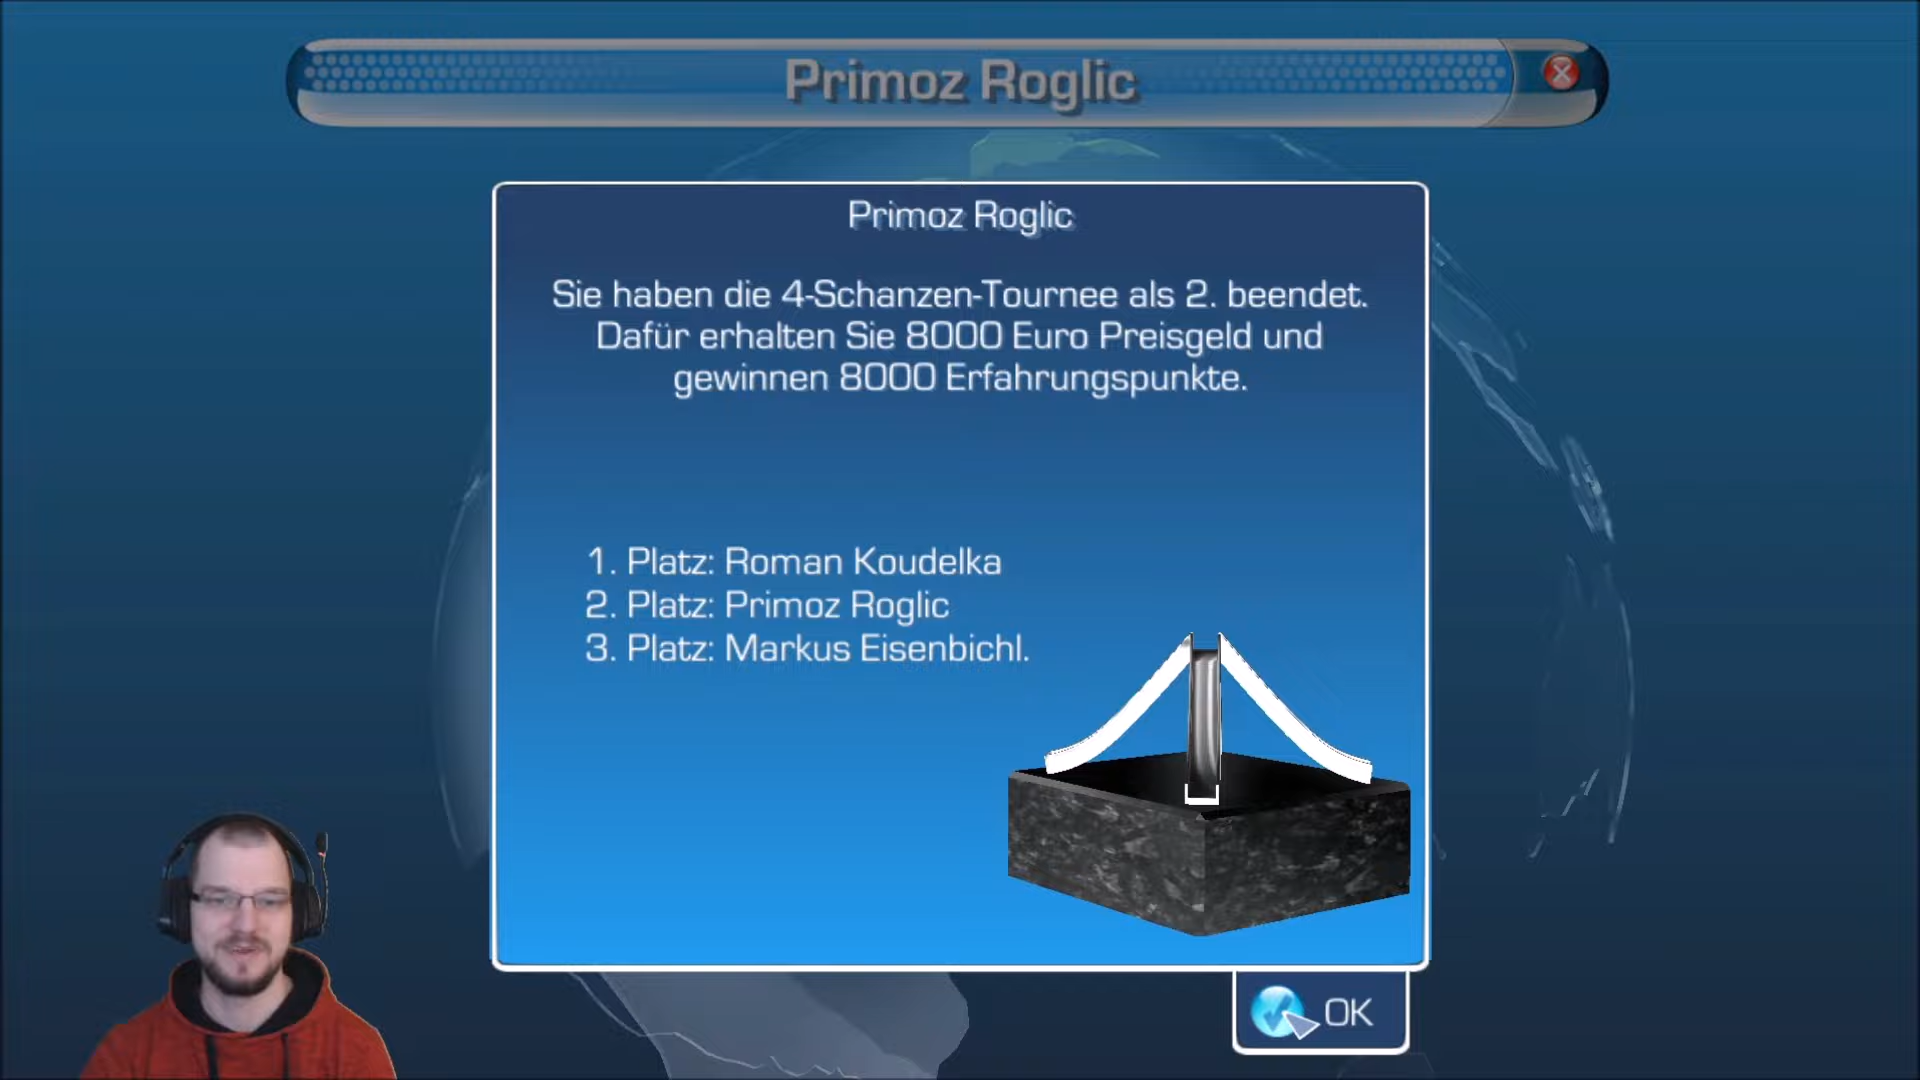 Primoz Roglic
Primoz Roglic
Sie haben die 4-Schanzen-Tournee als 2. beendet.
Dafür erhalten Sie 8000 Euro Preisgeld und
gewinnen 8000 Erfahrungspunkte.
1. Platz: Roman Koudelka
2. Platz: Primoz Roglic
3. Platz: Markus Eisenbichl.
OK